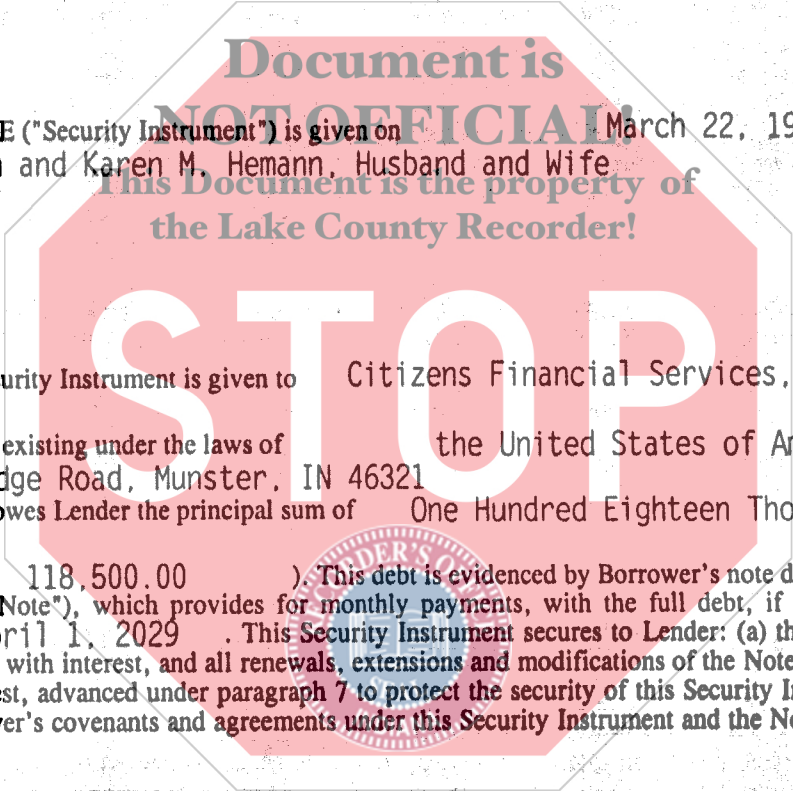 Document is
NOT OFFICIAL!
E ("Security Instrument") is given on March 22, 19
and Karen M. Hemann, Husband and Wife
This Document is the property of
the Lake County Recorder!
STOP
urity Instrument is given to Citizens Financial Services,
existing under the laws of the United States of Am
dge Road, Munster, IN 46321
owes Lender the principal sum of One Hundred Eighteen Tho
118,500.00 ). This debt is evidenced by Borrower's note d
RECORDER'S OFFICE
Note"), which provides for monthly payments, with the full debt, if
pril 1, 2029 . This Security Instrument secures to Lender: (a) th
with interest, and all renewals, extensions and modifications of the Note
est, advanced under paragraph 7 to protect the security of this Security I
SEAL
ver's covenants and agreements under this Security Instrument and the No